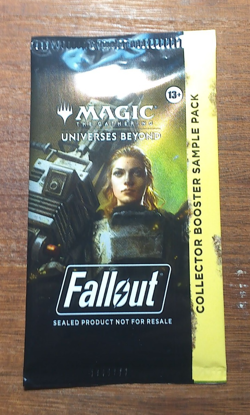 MAGIC
THE GATHERING
UNIVERSES BEYOND
13+
COLLECTOR BOOSTER SAMPLE PACK
Fallout
SEALED PRODUCT NOT FOR RESALE